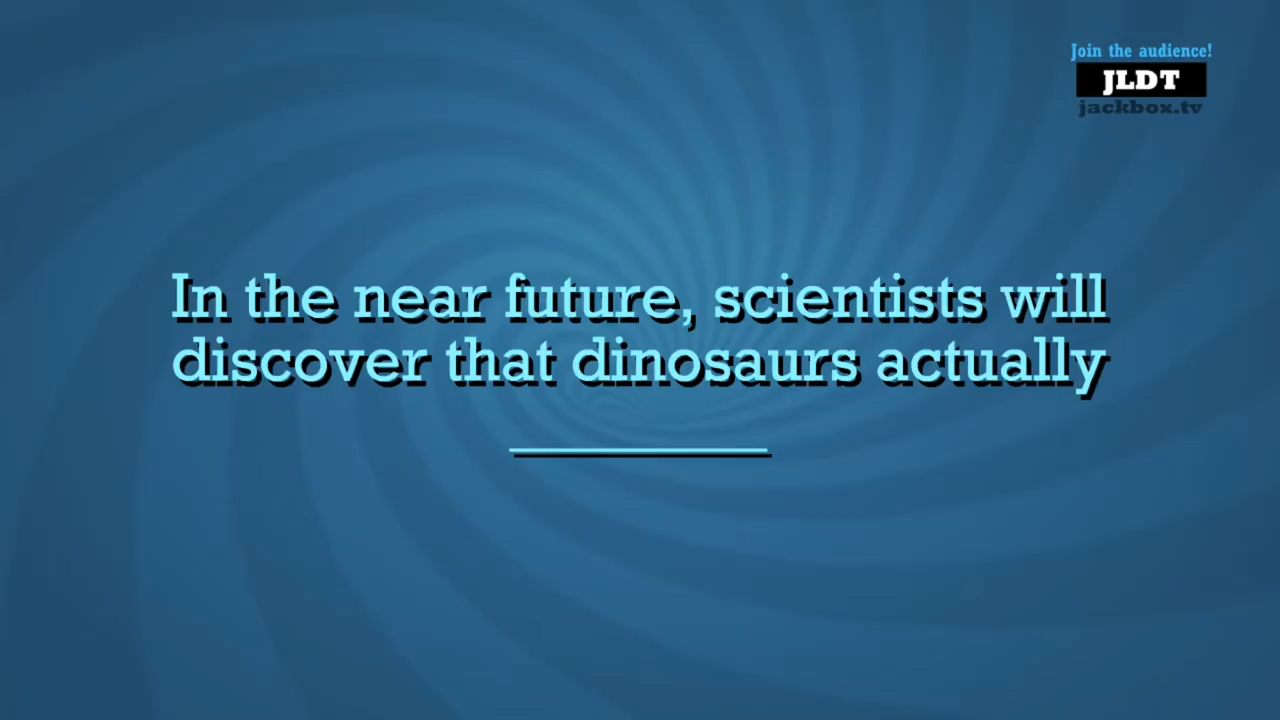 Join the audience!
JLDT
jackbox.tv
In the near future, scientists will
discover that dinosaurs actually